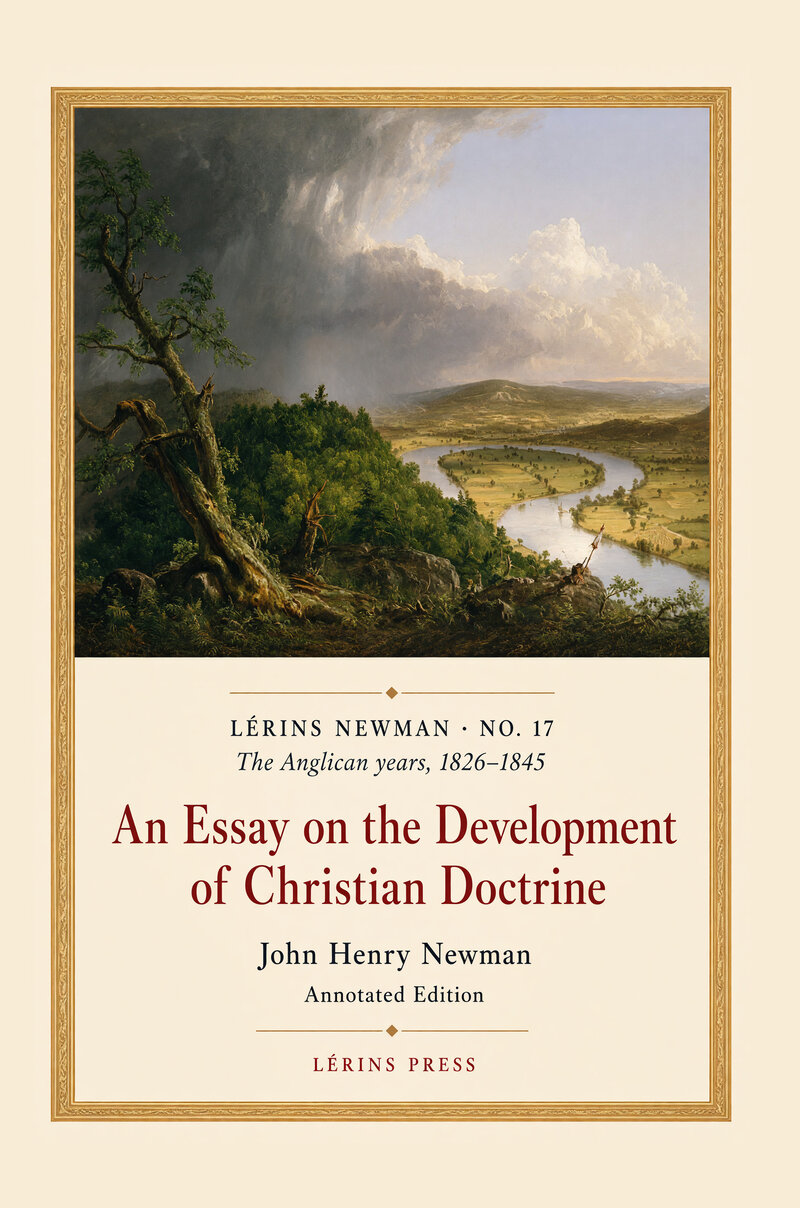 LÉRINS NEWMAN · NO. 17
The Anglican years, 1826–1845
An Essay on the Development
of Christian Doctrine
John Henry Newman
Annotated Edition
LÉRINS PRESS